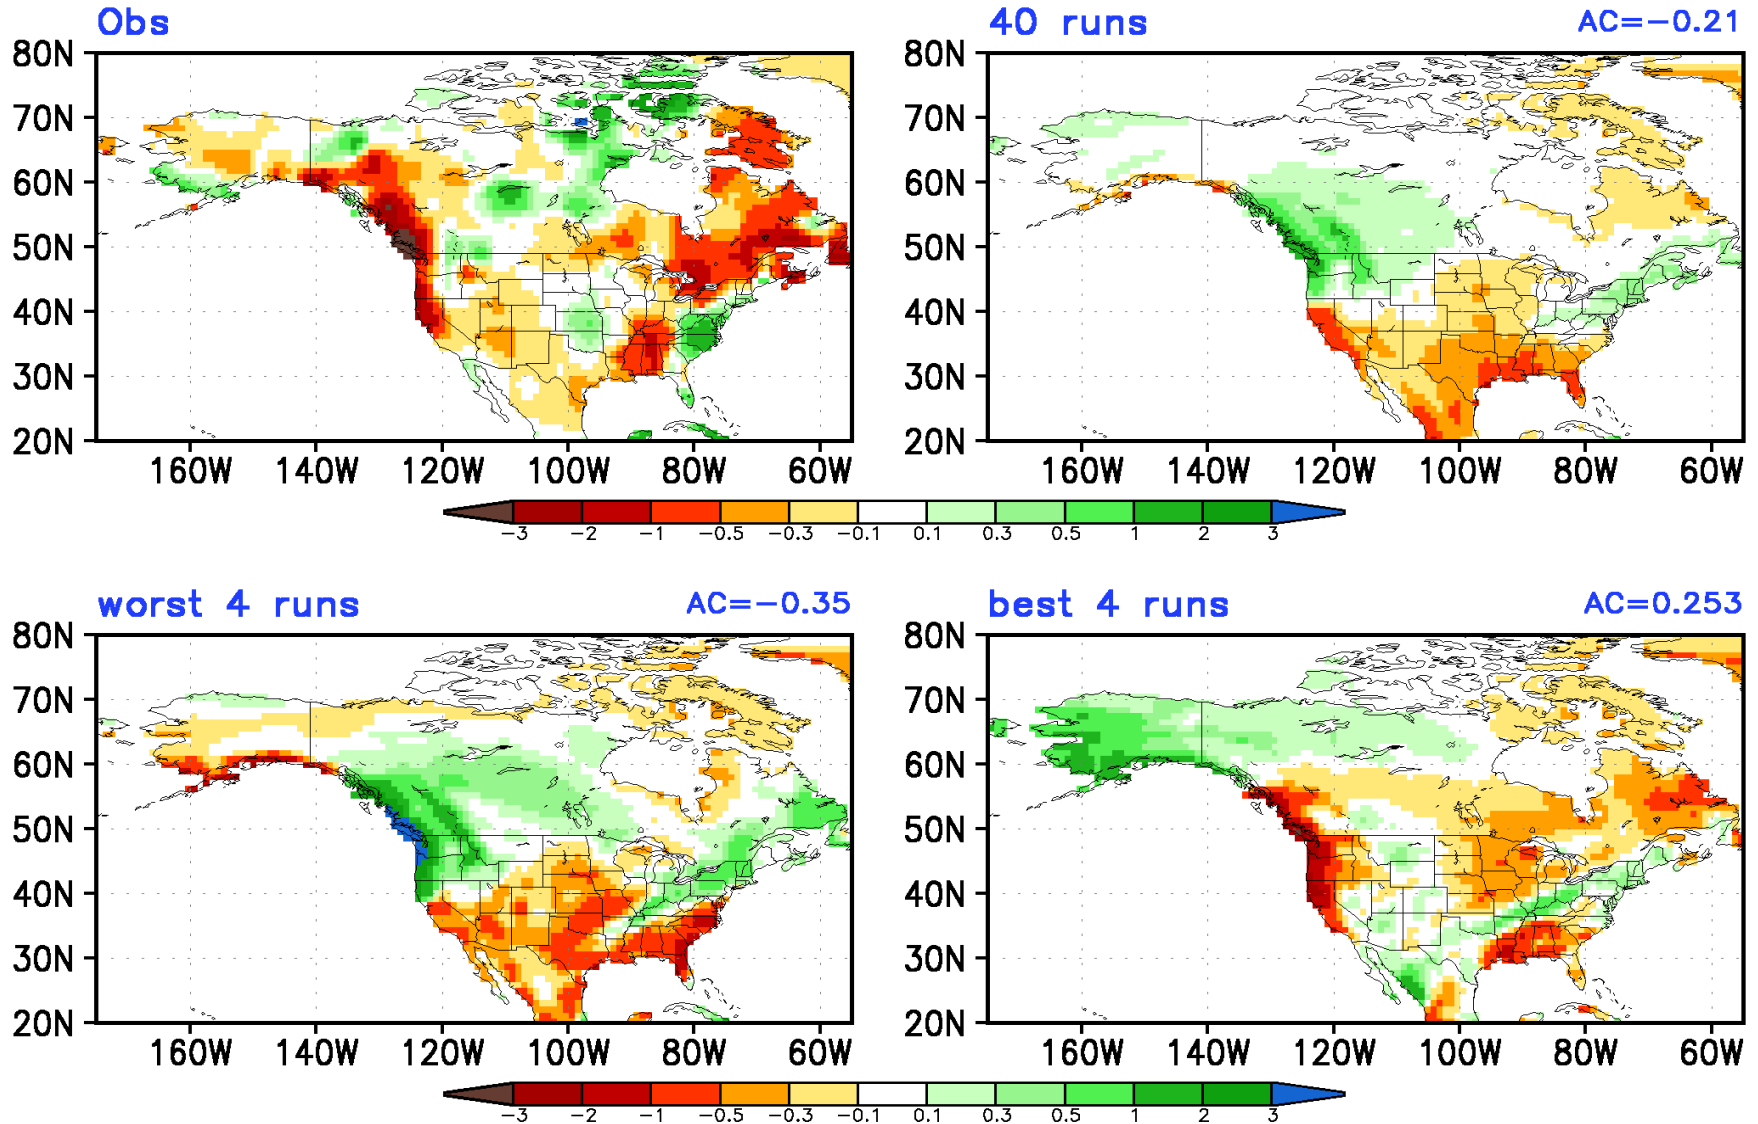 Obs
40 runs AC=−0.21
80N 80N
70N 70N
60N 60N
50N 50N
40N 40N
30N 30N
20N 20N
160W 140W 120W 100W 80W 60W 160W 140W 120W 100W 80W 60W
−3 −2 −1 −0.5 −0.3 −0.1 0.1 0.3 0.5 1 2 3
worst 4 runs AC=−0.35
best 4 runs AC=0.253
80N 80N
70N 70N
60N 60N
50N 50N
40N 40N
30N 30N
20N 20N
160W 140W 120W 100W 80W 60W 160W 140W 120W 100W 80W 60W
−3 −2 −1 −0.5 −0.3 −0.1 0.1 0.3 0.5 1 2 3